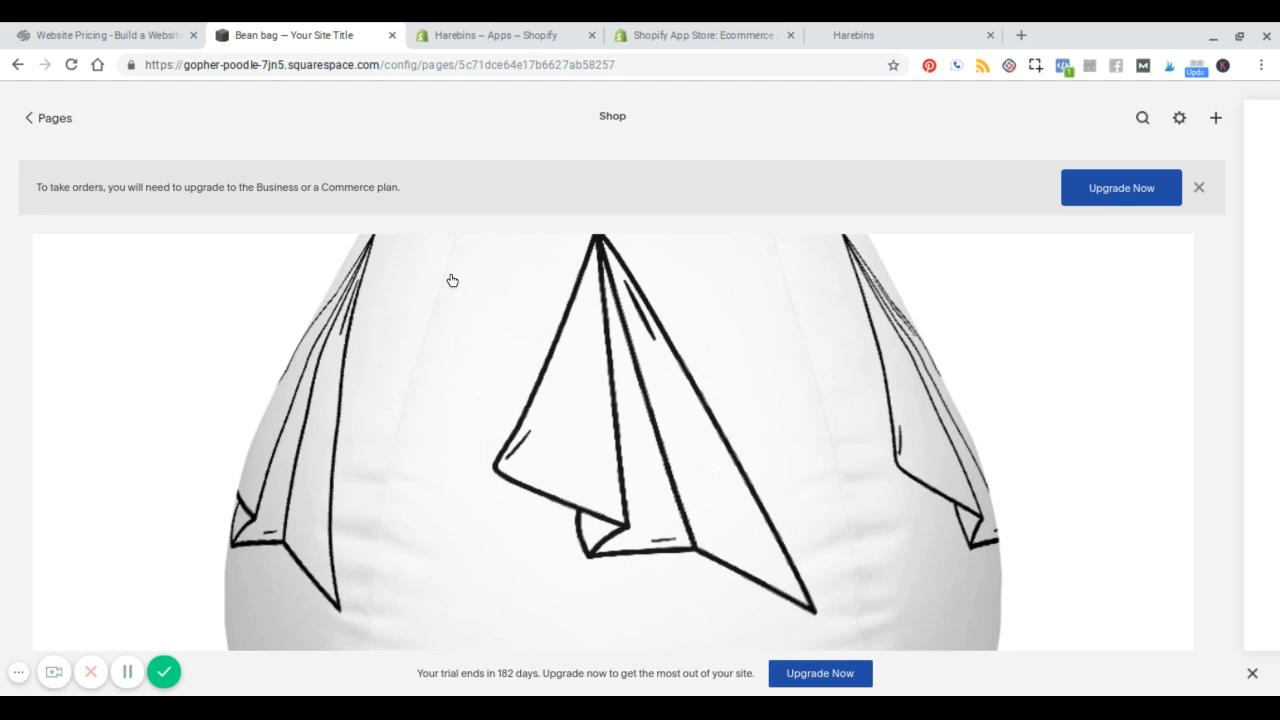 Website Pricing - Build a Website
Bean bag — Your Site Title
Harebins ~ Apps ~ Shopify
Shopify App Store: Ecommerce
Harebins
https://gopher-poodle-7jn5.squarespace.com/config/pages/5c71dce64e17b6627ab58257
1
Upda
K
Pages
Shop
To take orders, you will need to upgrade to the Business or a Commerce plan.
Upgrade Now
Your trial ends in 182 days. Upgrade now to get the most out of your site.
Upgrade Now